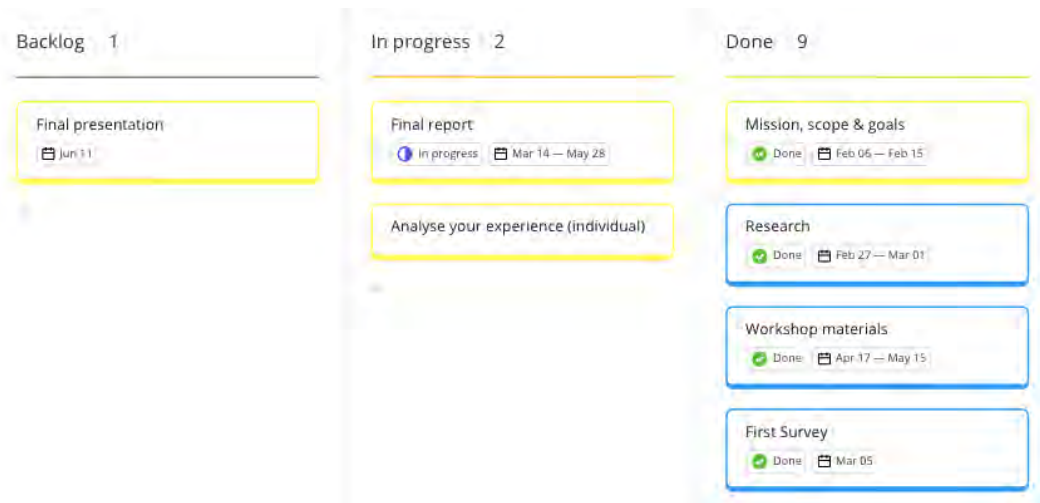 Backlog 1
Final presentation
Jun 11
In progress 2
Final report
In progress Mar 14 — May 28
Analyse your experience (individual)
Done 9
Mission, scope & goals
Done Feb 06 — Feb 15
Research
Done Feb 27 — Mar 01
Workshop materials
Done Apr 17 — May 15
First Survey
Done Mar 05